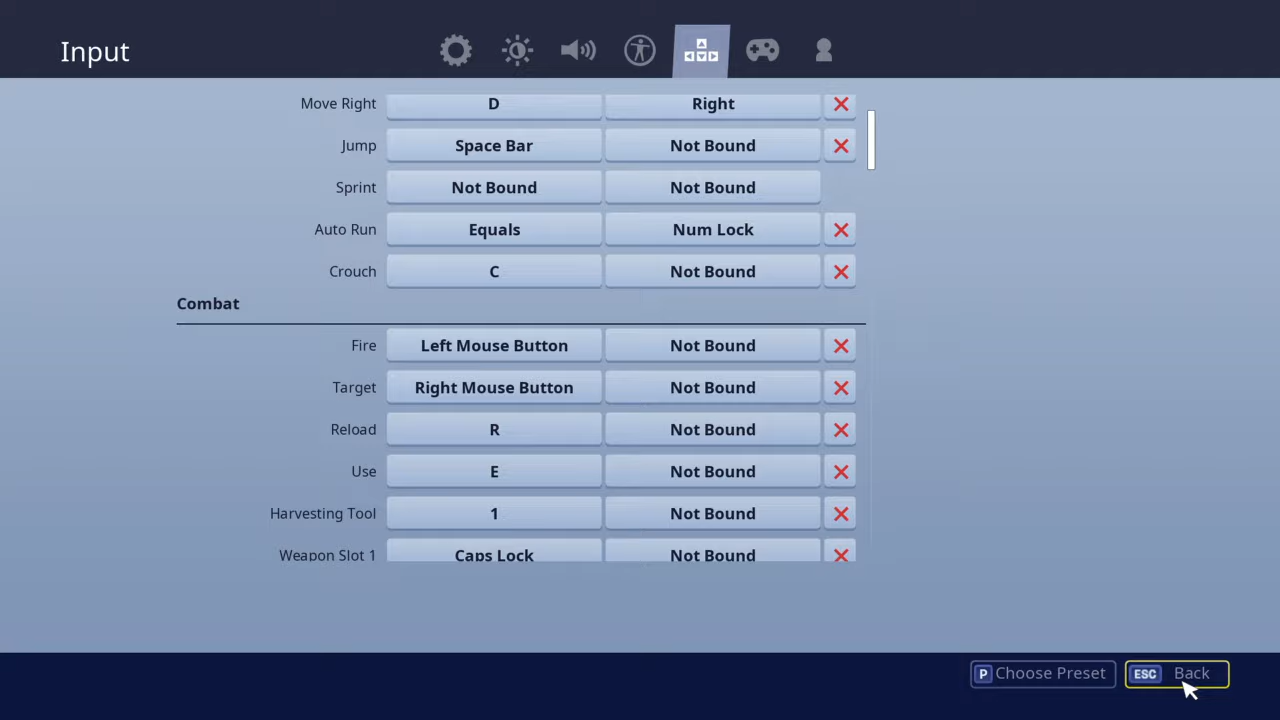 Input
Move Right D Right
Jump Space Bar Not Bound
Sprint Not Bound Not Bound
Auto Run Equals Num Lock
Crouch C Not Bound
Combat
Fire Left Mouse Button Not Bound
Target Right Mouse Button Not Bound
Reload R Not Bound
Use E Not Bound
Harvesting Tool 1 Not Bound
Weapon Slot 1 Caps Lock Not Bound
P Choose Preset ESC Back